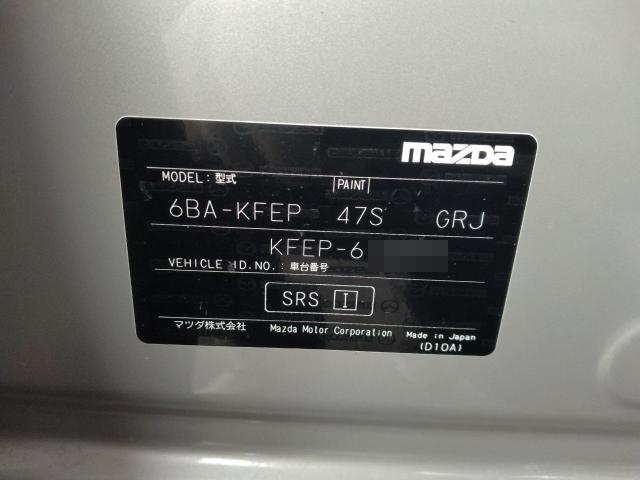 mazda
MODEL: 型式 PAINT
6BA-KFEP 47S GRJ
KFEP-6
VEHICLE ID.NO.: 車台番号
SRS I
マツダ株式会社 Mazda Motor Corporation Made in Japan
(D10A)